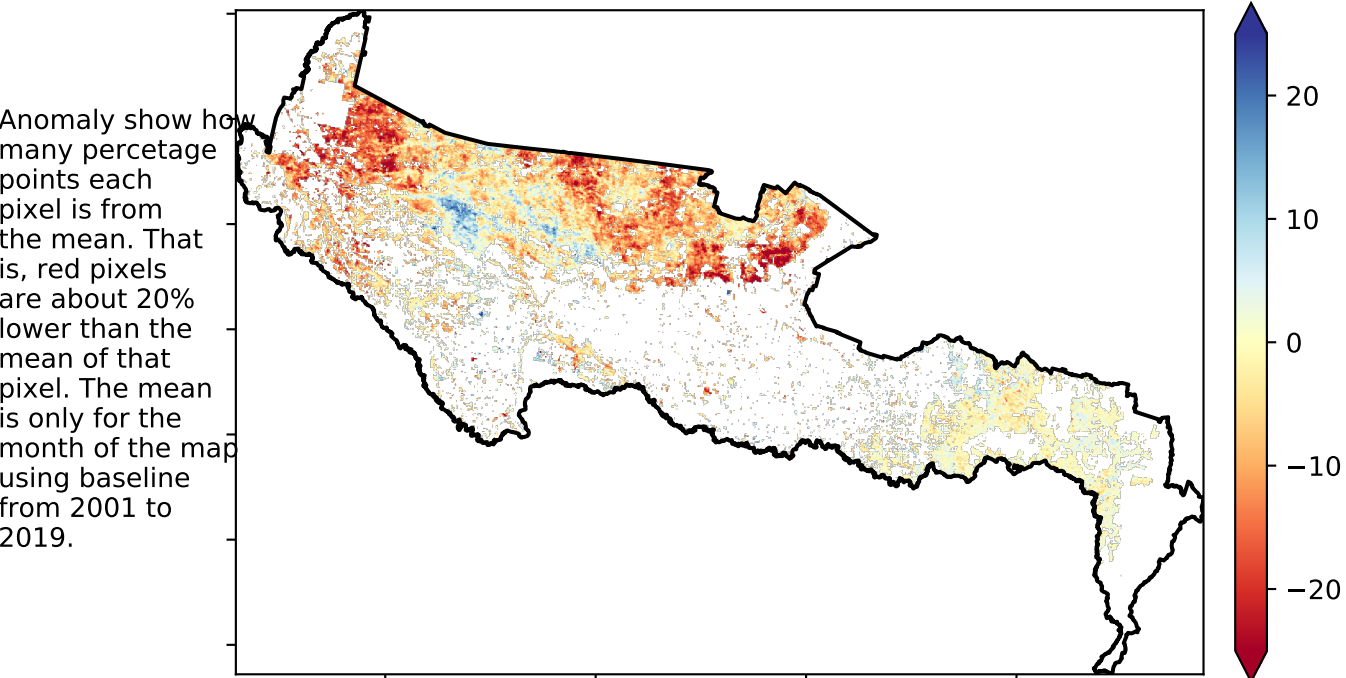 Anomaly show how
many percetage
points each
pixel is from
the mean. That
is, red pixels
are about 20%
lower than the
mean of that
pixel. The mean
is only for the
month of the map
using baseline
from 2001 to
2019.
20
10
0
−10
−20